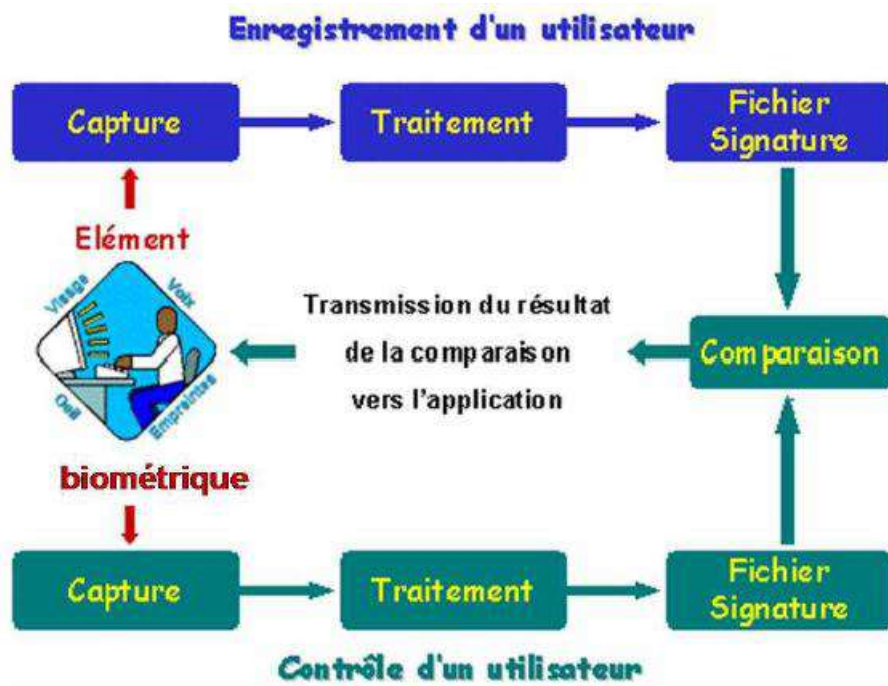 Enregistrement d'un utilisateur
Capture
Traitement
Fichier
Signature
Elément
Visage
Voix
Oeil
Empreintes
biométrique
Transmission du résultat
de la comparaison
vers l'application
Comparaison
Capture
Traitement
Fichier
Signature
Contrôle d'un utilisateur